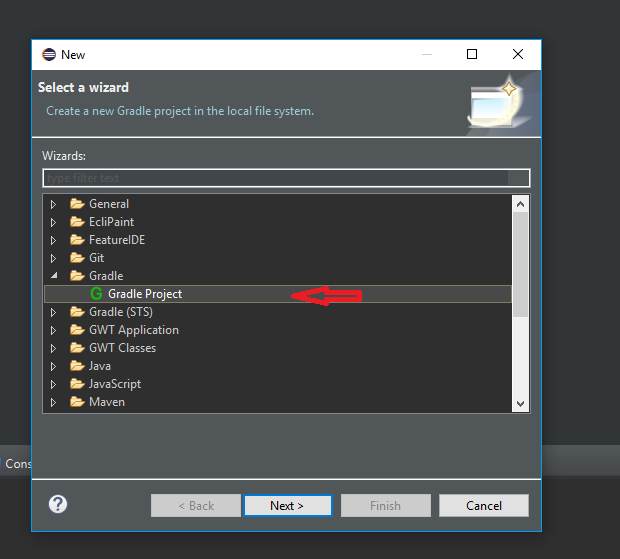 New
Select a wizard
Create a new Gradle project in the local file system.
Wizards:
type filter text
General
EcliPaint
FeatureIDE
Git
Gradle
G Gradle Project
Gradle (STS)
GWT Application
GWT Classes
Java
JavaScript
Maven
Cons
?
< Back
Next >
Finish
Cancel